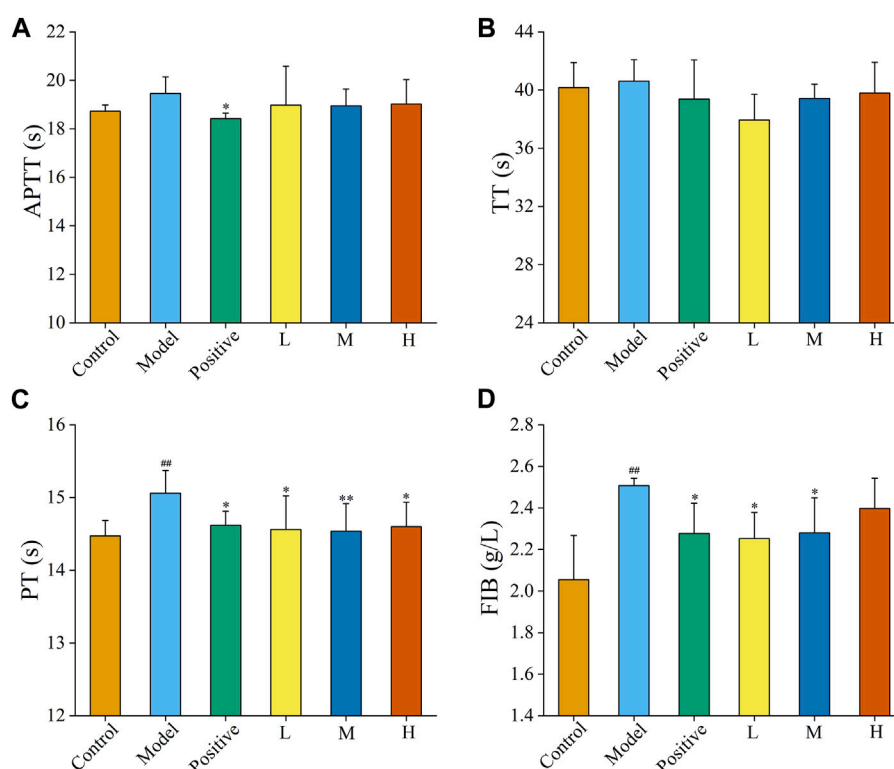 A
APTT (s)
22
20
18
16
14
12
10
*
Control
Model
Positive
L
M
H
B
TT (s)
44
40
36
32
28
24
Control
Model
Positive
L
M
H
C
PT (s)
16
15
14
13
12
##
*
*
**
*
Control
Model
Positive
L
M
H
D
FIB (g/L)
2.8
2.6
2.4
2.2
2.0
1.8
1.6
1.4
##
*
*
*
Control
Model
Positive
L
M
H